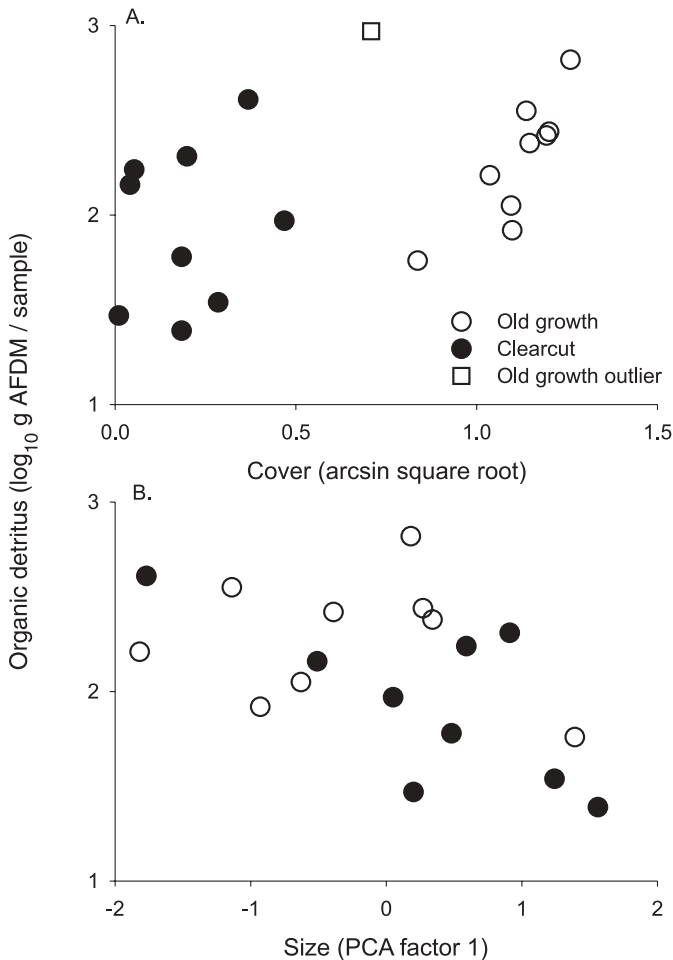 A.
3
2
1
0.0 0.5 1.0 1.5
Old growth
Clearcut
Old growth outlier
Cover (arcsin square root)
Organic detritus (log10 g AFDM / sample)
B.
3
2
1
-2 -1 0 1 2
Size (PCA factor 1)